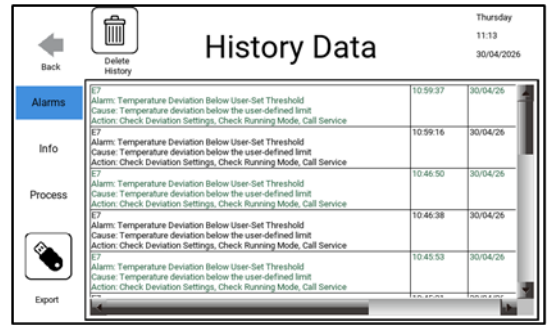 Thursday
11:13
30/04/2026
History Data
Back
Delete
History
Alarms
Info
Process
Export
E7 10:59:37 30/04/26
Alarm: Temperature Deviation Below User-Set Threshold
Cause: Temperature deviation below the user-defined limit
Action: Check Deviation Settings, Check Running Mode, Call Service
E7 10:59:16 30/04/26
Alarm: Temperature Deviation Below User-Set Threshold
Cause: Temperature deviation below the user-defined limit
Action: Check Deviation Settings, Check Running Mode, Call Service
E7 10:46:50 30/04/26
Alarm: Temperature Deviation Below User-Set Threshold
Cause: Temperature deviation below the user-defined limit
Action: Check Deviation Settings, Check Running Mode, Call Service
E7 10:46:38 30/04/26
Alarm: Temperature Deviation Below User-Set Threshold
Cause: Temperature deviation below the user-defined limit
Action: Check Deviation Settings, Check Running Mode, Call Service
E7 10:45:53 30/04/26
Alarm: Temperature Deviation Below User-Set Threshold
Cause: Temperature deviation below the user-defined limit
Action: Check Deviation Settings, Check Running Mode, Call Service